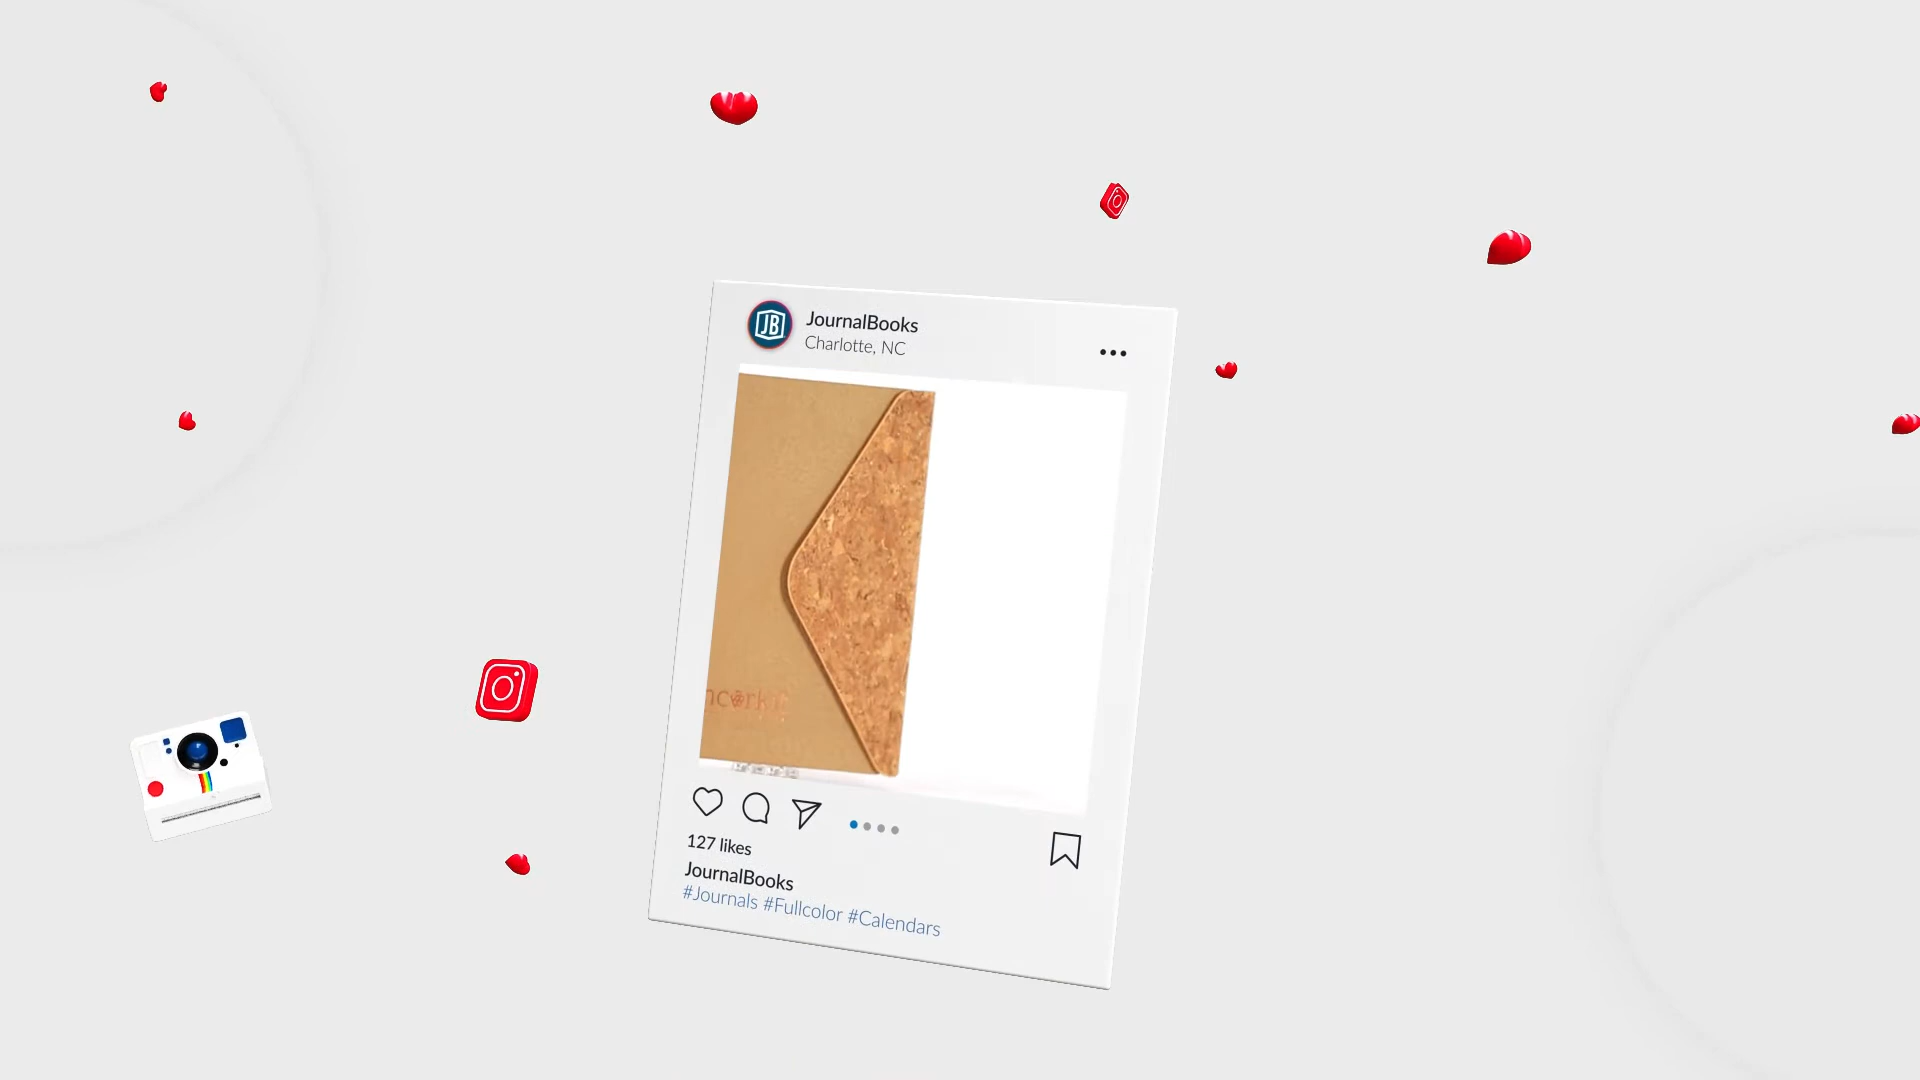 JB
JournalBooks
Charlotte, NC
127 likes
JournalBooks
#Journals #Fullcolor #Calendars